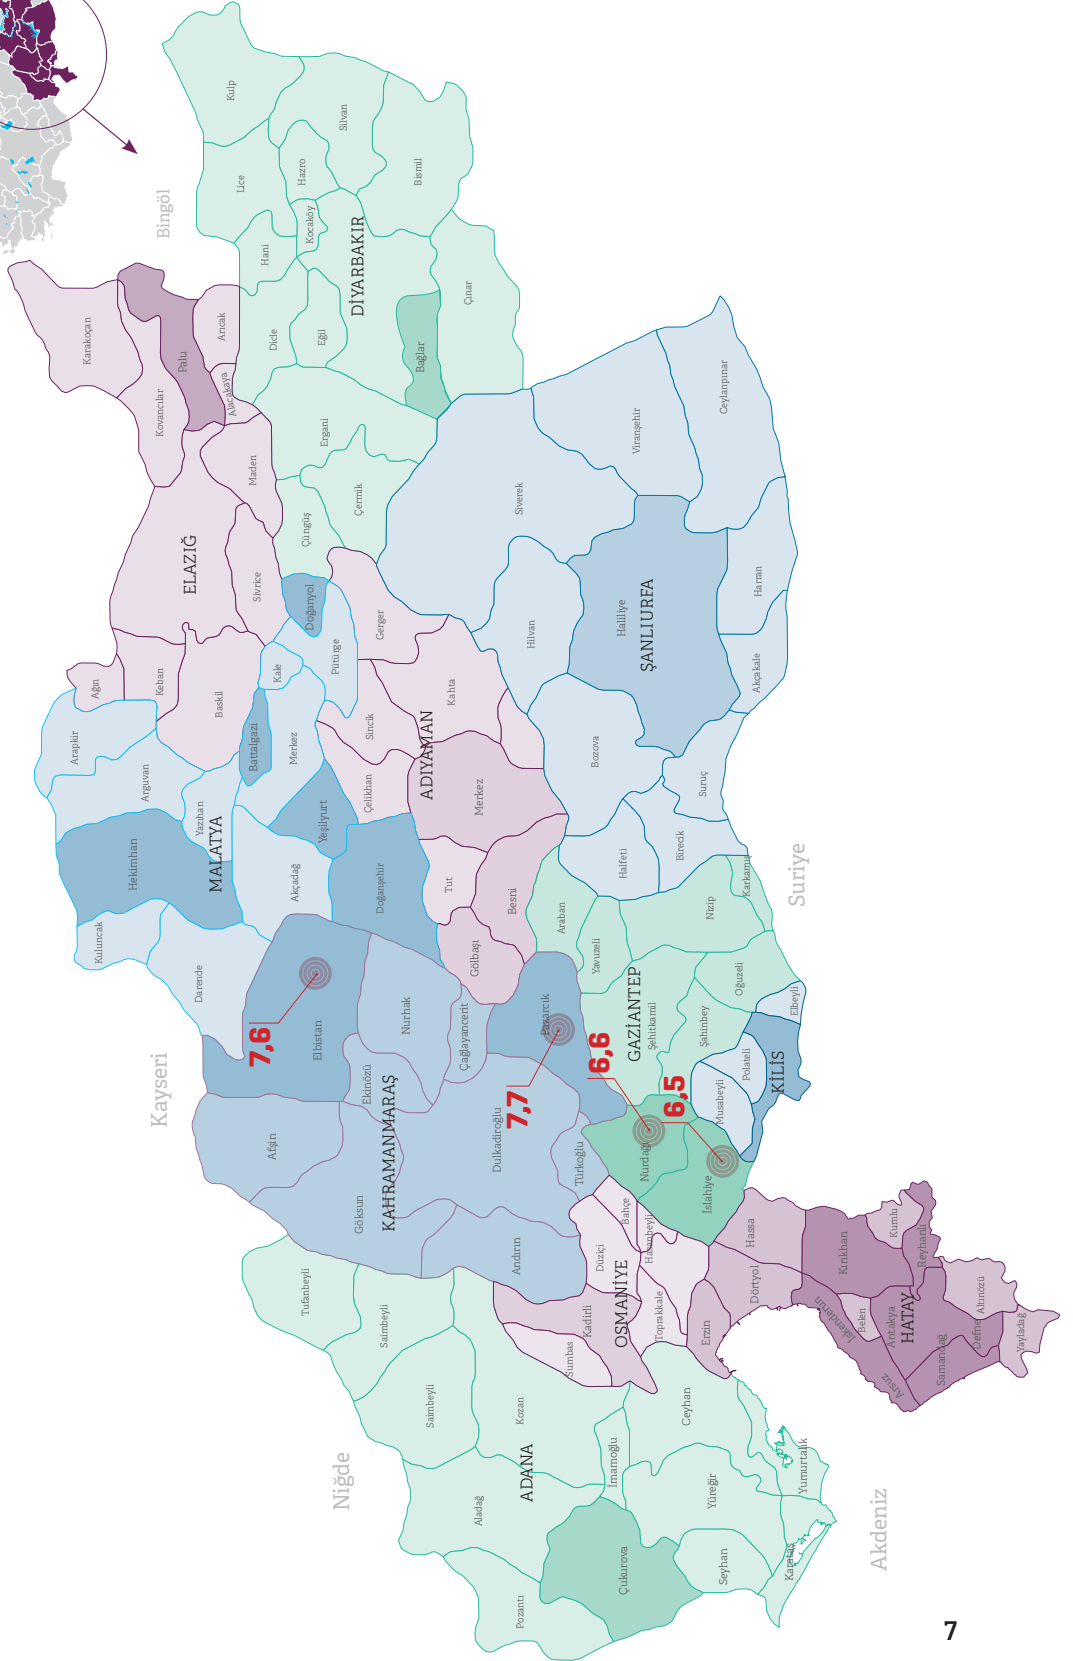 Kulp
Silvan
Lice
Hazro
Bismil
Bingöl
Kocaköy
Hani
DİYARBAKIR
Çınar
Karakoçan
Arıcak
Dicle
Eğil
Palu
Bağlar
Alacakaya
Kovancılar
Ergani
Ceylanpınar
Viranşehir
Maden
Siverek
Çermik
Çüngüş
ELAZIĞ
Sivrice
Harran
Doğanyol
Haliliye
ŞANLIURFA
Gerger
Hilvan
Pütürge
Kale
Keban
Ağın
Akçakale
Baskil
Kahta
Sincik
Arapkir
Battalgazi
Merkez
ADIYAMAN
Bozova
Arguvan
Suruç
Çelikhan
Merkez
Yazıhan
Yeşilyurt
MALATYA
Hekimhan
Birecik
Halfeti
Suriye
Akçadağ
Doğanşehir
Tut
Besni
Karkamış
Nizip
Araban
Kuluncak
Yavuzeli
Gölbaşı
Darende
Oğuzeli
Elbeyli
GAZİANTEP
Şehitkamil
Şahinbey
Nurhak
Pazarcık
Çağlayancerit
Elbistan
7,6
6,6
7,7
6,5
Polateli
KİLİS
Musabeyli
Kayseri
Ekinözü
KAHRAMANMARAŞ
Afşin
Dulkadiroğlu
Türkoğlu
Nurdağı
İslahiye
Göksun
Bahçe
Hasanbeyli
Hassa
Andırın
Düziçi
Kırıkhan
Kumlu
Reyhanlı
Tufanbeyli
Dörtyol
OSMANİYE
Kadirli
Toprakkale
Erzin
İskenderun
Belen
Antakya
HATAY
Altınözü
Defne
Yayladağ
Samandağ
Arsuz
Saimbeyli
Sumbas
Saimbeyli
Kozan
Ceyhan
ADANA
İmamoğlu
Niğde
Aladağ
Yüreğir
Yumurtalık
Akdeniz
Çukurova
Seyhan
Karataş
Pozantı
7